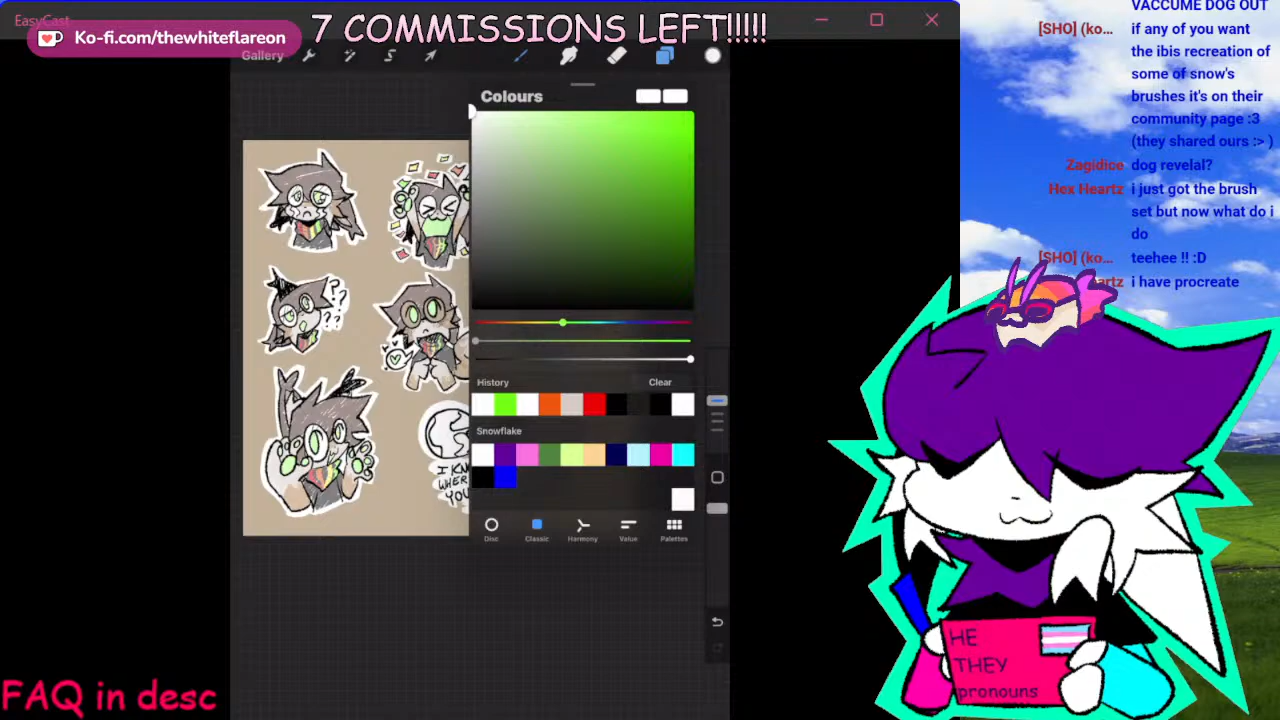 EasyCast
Ko-fi.com/thewhiteflareon
7 COMMISSIONS LEFT!!!!!
Gallery
Colours
History
Clear
Snowflake
Disc
Classic
Harmony
Value
Palettes
? ?
? ?
I KN
WHER
YOU
FAQ in desc
VACCUME DOG OUT
[SHO] (ko... if any of you want
the ibis recreation of
some of snow's
brushes it's on their
community page :3
(they shared ours :> )
Zagidice dog revelal?
Hex Heartz i just got the brush
set but now what do i
do
[SHO] (ko... teehee !! :D
i have procreate
HE
THEY
pronouns